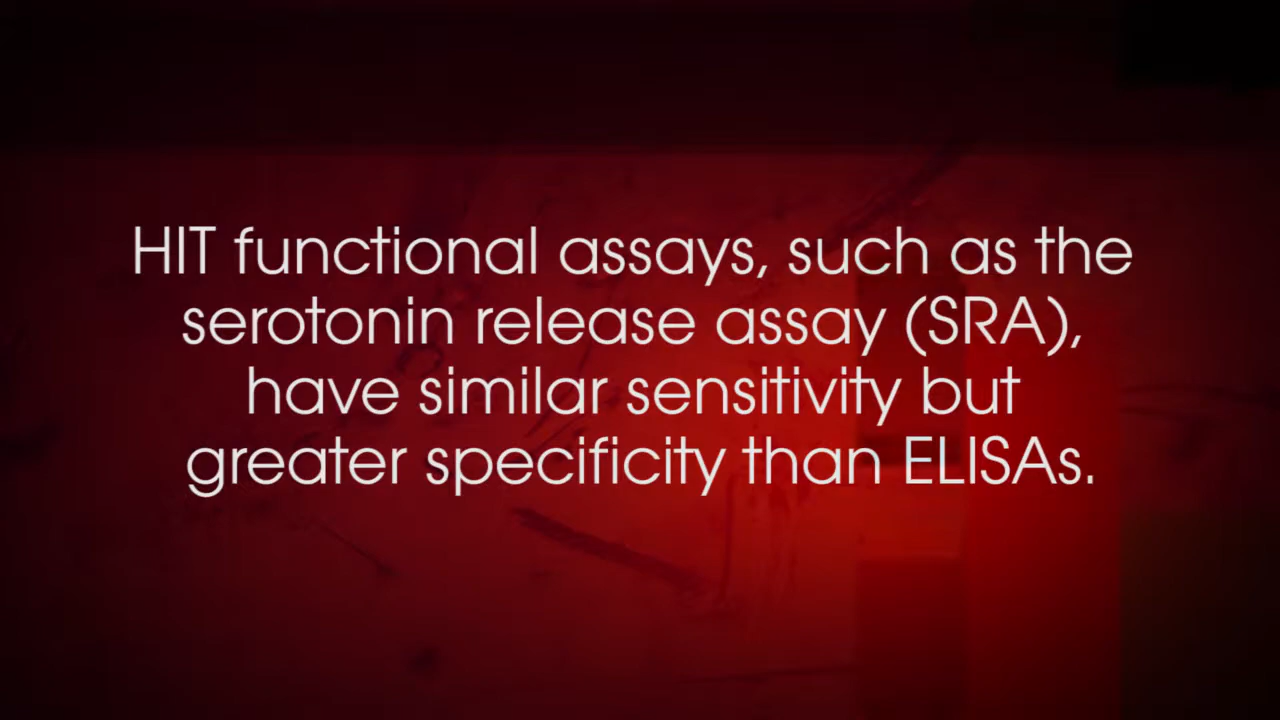 HIT functional assays, such as the
serotonin release assay (SRA),
have similar sensitivity but
greater specificity than ELISAs.